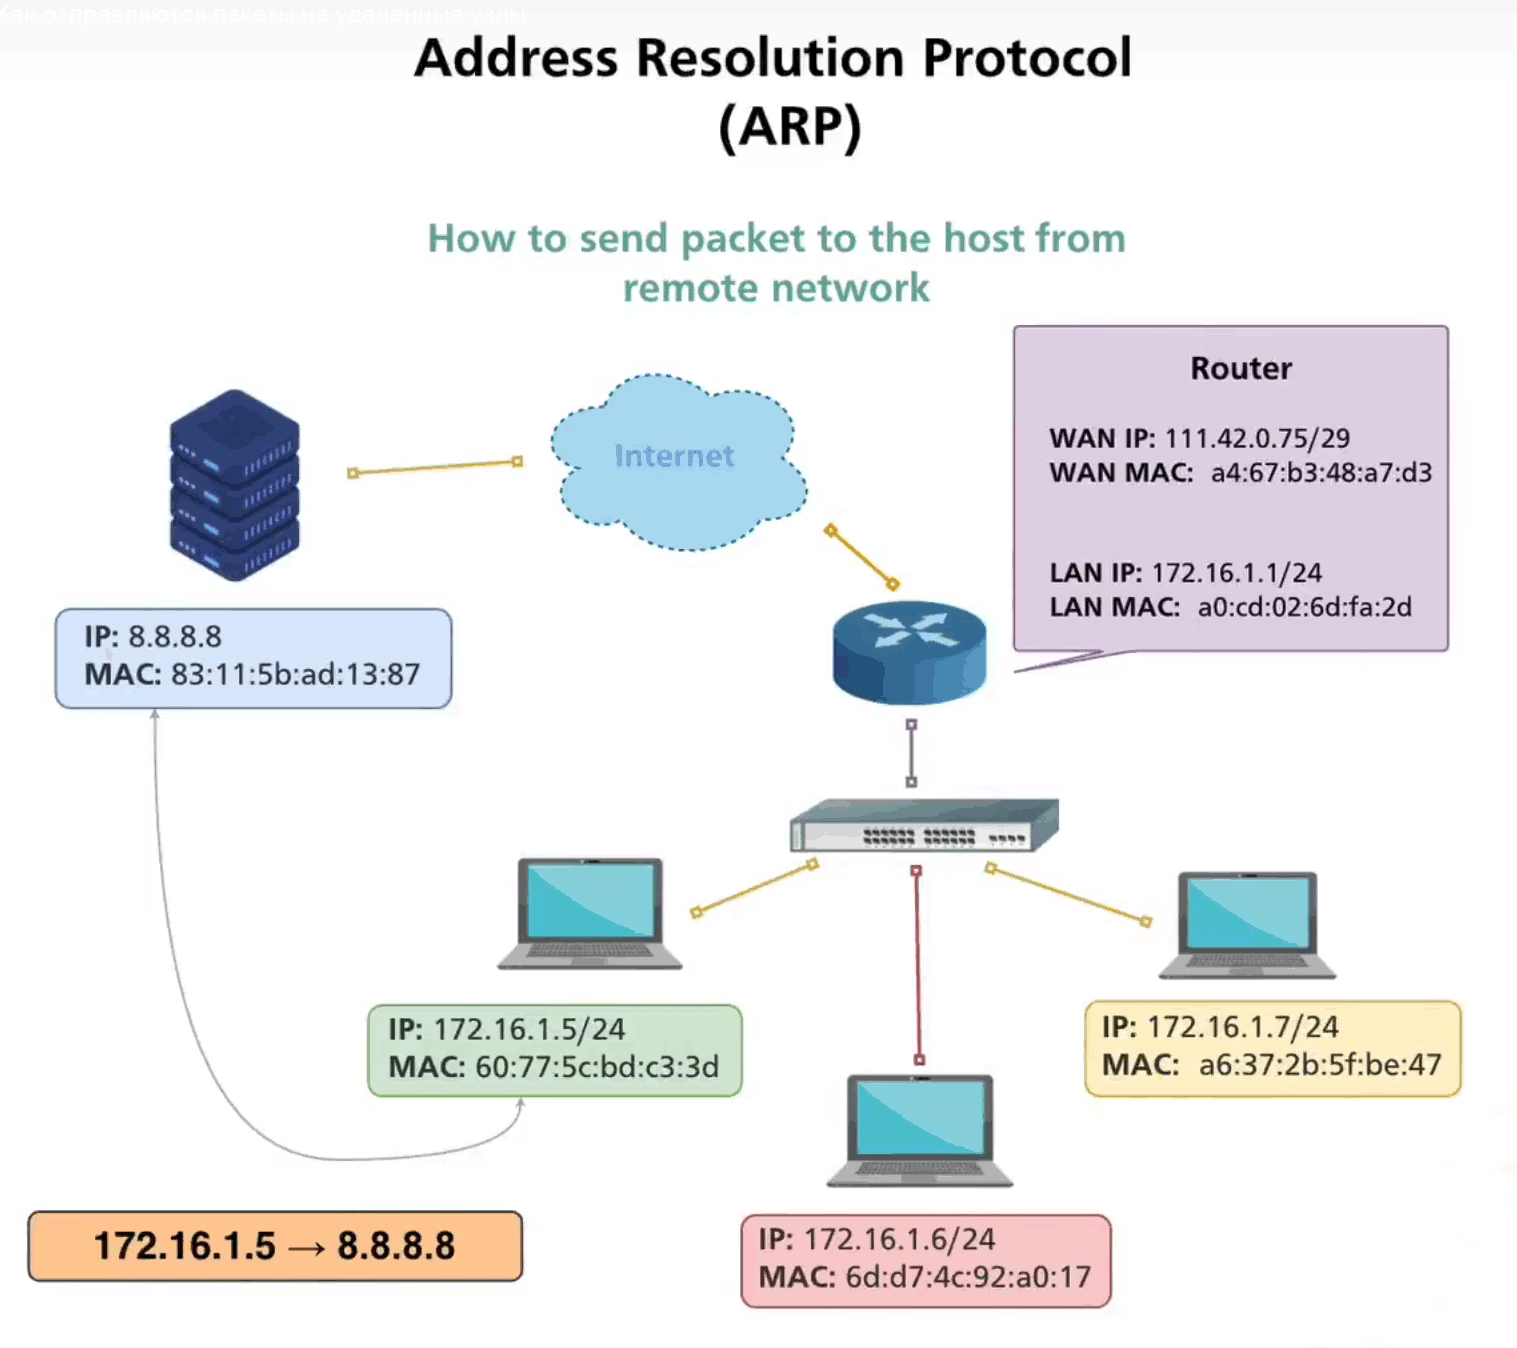 Как отправляются пакеты на удаленные узлы
Address Resolution Protocol
(ARP)
How to send packet to the host from
remote network
Router
WAN IP: 111.42.0.75/29
WAN MAC: a4:67:b3:48:a7:d3
LAN IP: 172.16.1.1/24
LAN MAC: a0:cd:02:6d:fa:2d
Internet
IP: 8.8.8.8
MAC: 83:11:5b:ad:13:87
IP: 172.16.1.5/24
MAC: 60:77:5c:bd:c3:3d
IP: 172.16.1.7/24
MAC: a6:37:2b:5f:be:47
172.16.1.5 → 8.8.8.8
IP: 172.16.1.6/24
MAC: 6d:d7:4c:92:a0:17